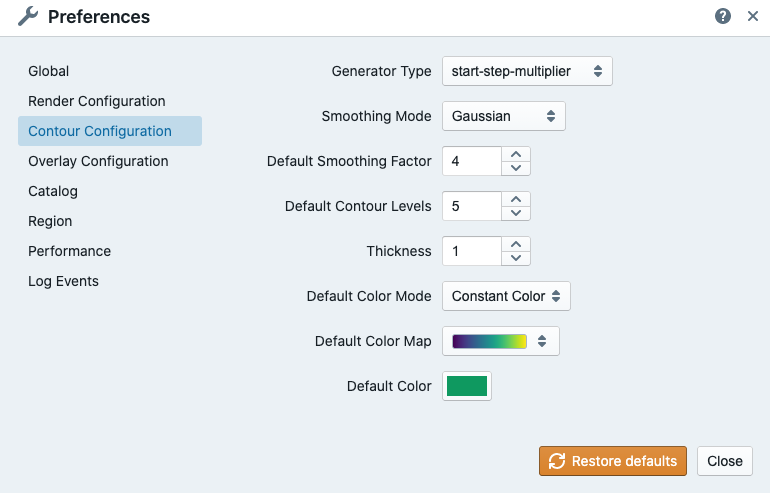 Preferences
Global
Render Configuration
Contour Configuration
Overlay Configuration
Catalog
Region
Performance
Log Events
Generator Type start-step-multiplier
Smoothing Mode Gaussian
Default Smoothing Factor 4
Default Contour Levels 5
Thickness 1
Default Color Mode Constant Color
Default Color Map
Default Color
Restore defaults Close